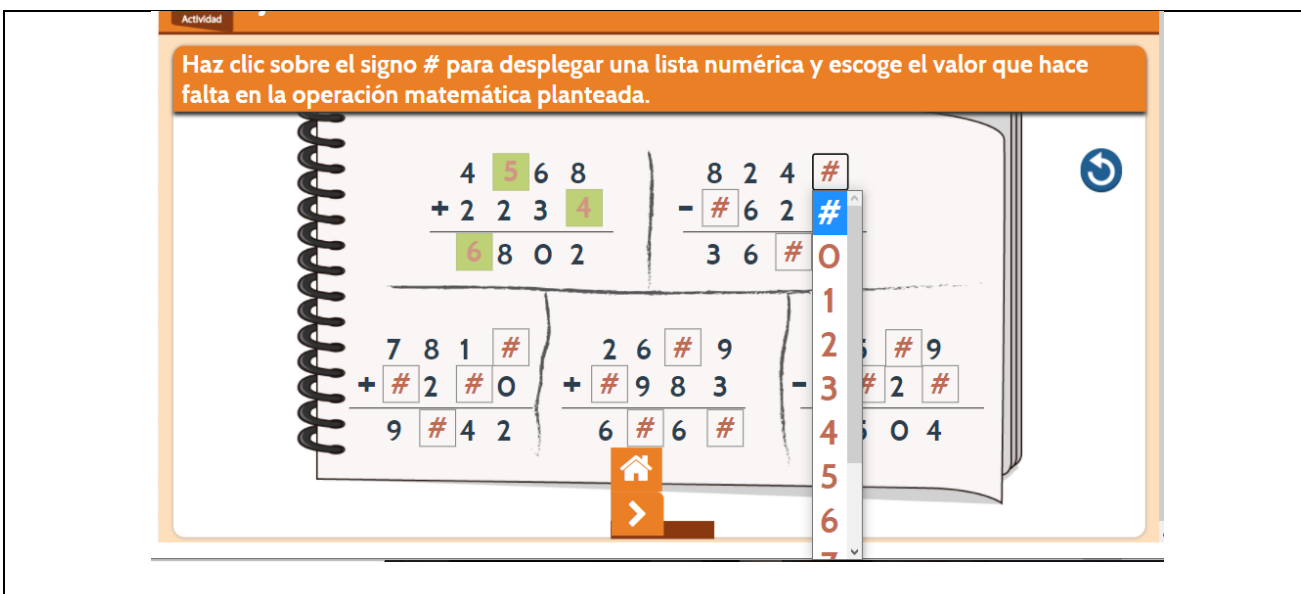 Actividad
Haz clic sobre el signo # para desplegar una lista numérica y escoge el valor que hace
falta en la operación matemática planteada.
4 5 6 8
+ 2 2 3 4
6 8 0 2
8 2 4 #
- # 6 2
3 6 #
#
0
1
2
3
4
5
6
7 8 1 #
+ # 2 # 0
9 # 4 2
2 6 # 9
+ # 9 8 3
6 # 6 #
# 9
- # 2 #
0 4